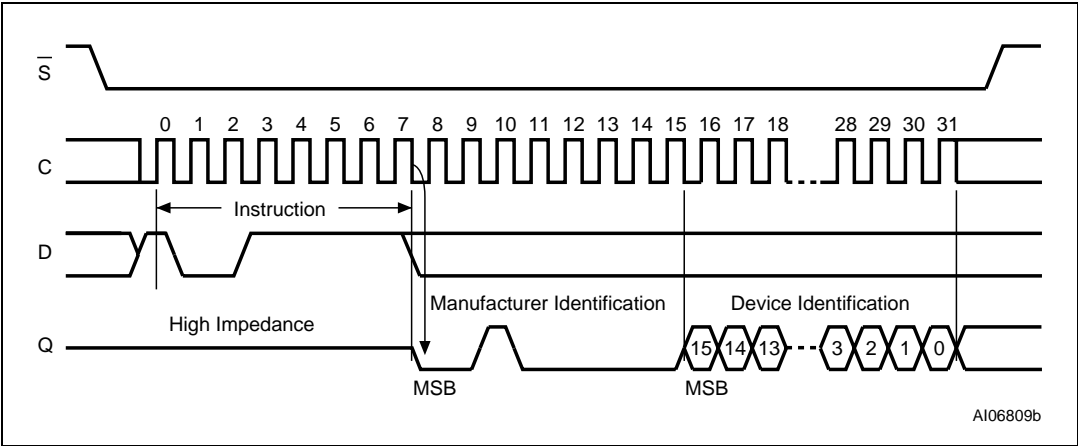 S
0 1 2 3 4 5 6 7 8 9 10 11 12 13 14 15 16 17 18 28 29 30 31
C
Instruction
D
Manufacturer Identification Device Identification
High Impedance
Q 15 14 13 3 2 1 0
MSB MSB
AI06809b